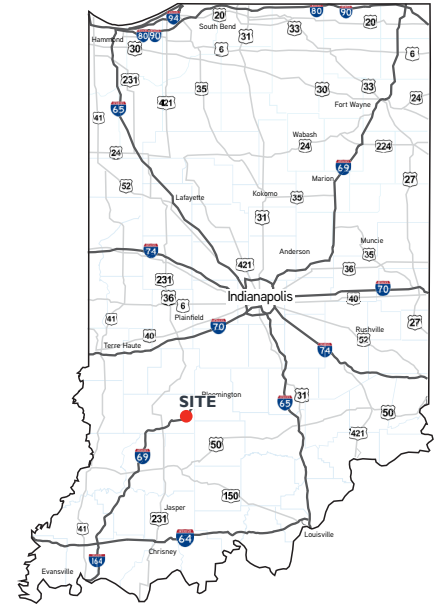 94
20
80
90
20
South Bend
33
31
Hammond
80 90
30
6
6
231
35
30
33
421
24
65
Fort Wayne
41
Wabash
24
224
24
69
Marion
27
52
Kokomo
35
Lafayette
31
Muncie
74
Anderson
35
421
36
231
70
36
6
Indianapolis
40
41
Plainfield
70
27
40
Rushville
52
Terre Haute
74
Bloomington
31
SITE
65
50
421
50
69
150
Jasper
231
41
64
Louisville
Chrisney
164
Evansville